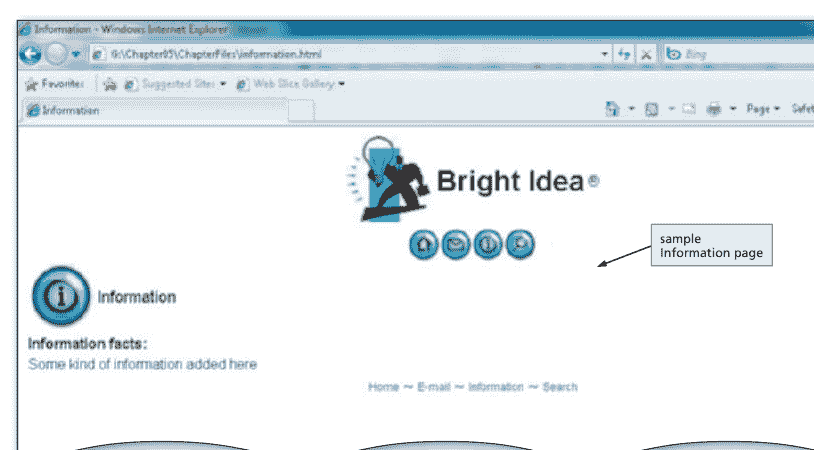 Information - Windows Internet Explorer
G:\Chapter05\ChapterFiles\information.html
Bing
Favorites Suggested Sites Web Slice Gallery
Information
Page Safet
Bright Idea®
sample
Information page
Information
Information facts:
Some kind of information added here
Home ~ E-mail ~ Information ~ Search